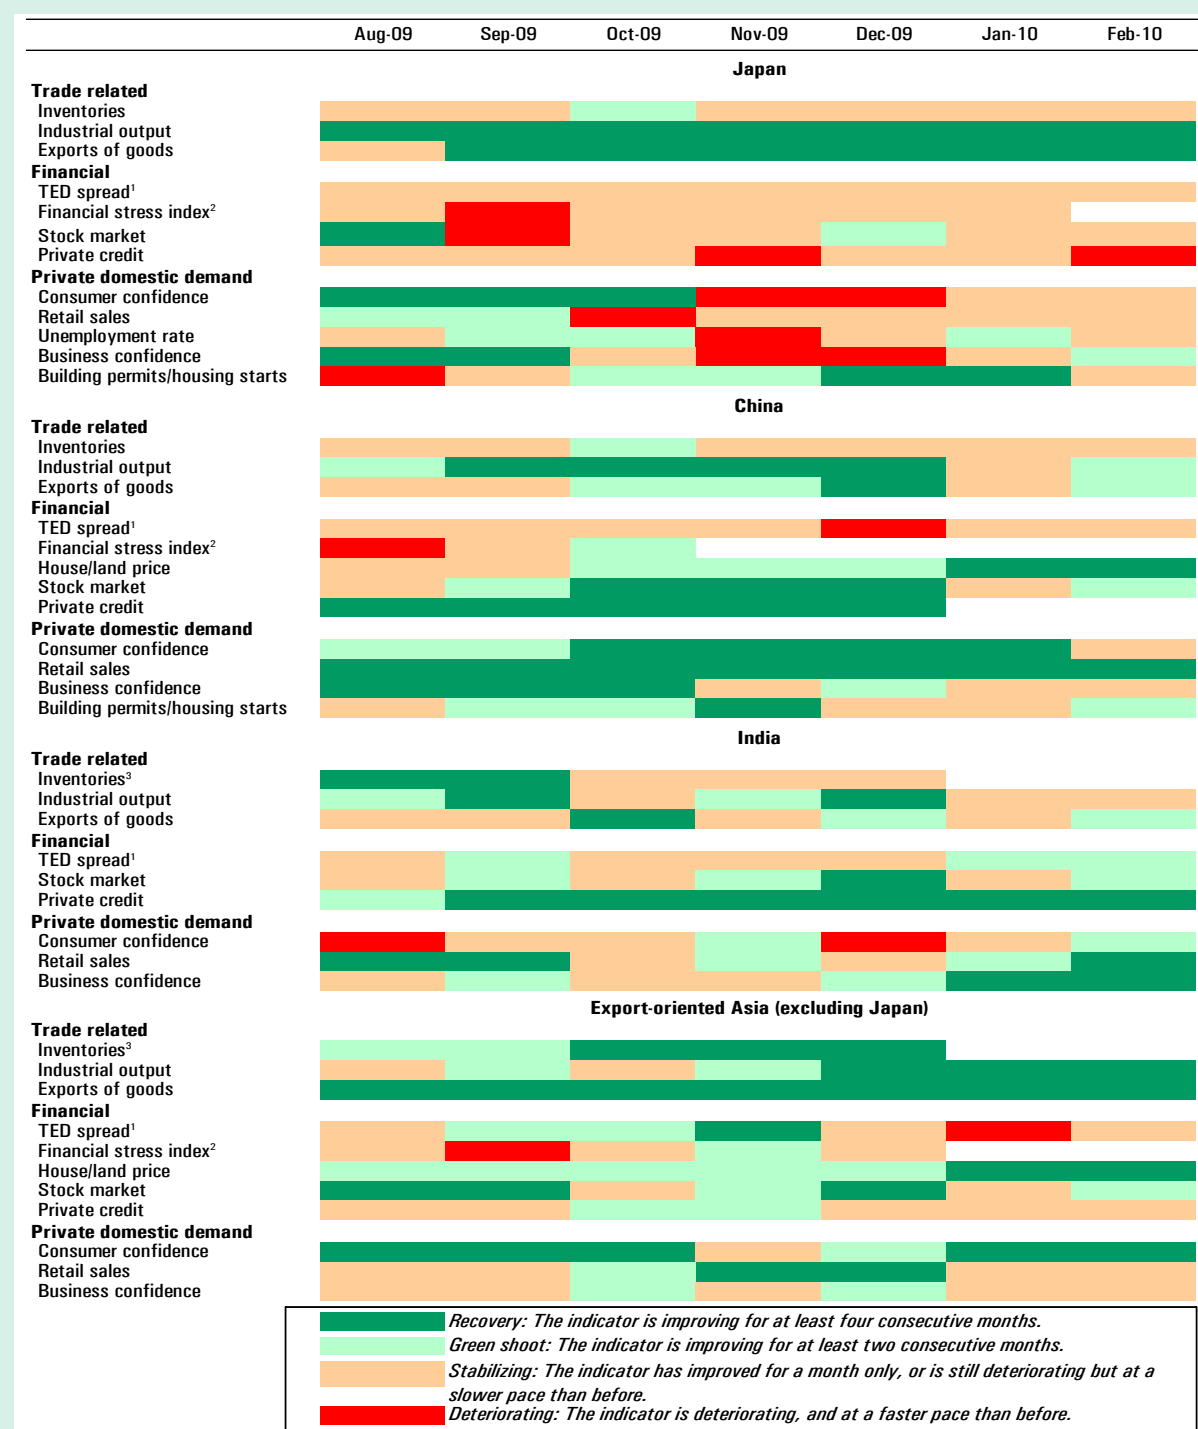 Aug-09 Sep-09 Oct-09 Nov-09 Dec-09 Jan-10 Feb-10
Japan
Trade related
Inventories
Industrial output
Exports of goods
Financial
TED spread¹
Financial stress index²
Stock market
Private credit
Private domestic demand
Consumer confidence
Retail sales
Unemployment rate
Business confidence
Building permits/housing starts
China
Trade related
Inventories
Industrial output
Exports of goods
Financial
TED spread¹
Financial stress index²
House/land price
Stock market
Private credit
Private domestic demand
Consumer confidence
Retail sales
Business confidence
Building permits/housing starts
India
Trade related
Inventories³
Industrial output
Exports of goods
Financial
TED spread¹
Stock market
Private credit
Private domestic demand
Consumer confidence
Retail sales
Business confidence
Export-oriented Asia (excluding Japan)
Trade related
Inventories³
Industrial output
Exports of goods
Financial
TED spread¹
Financial stress index²
House/land price
Stock market
Private credit
Private domestic demand
Consumer confidence
Retail sales
Business confidence
Recovery: The indicator is improving for at least four consecutive months.
Green shoot: The indicator is improving for at least two consecutive months.
Stabilizing: The indicator has improved for a month only, or is still deteriorating but at a
slower pace than before.
Deteriorating: The indicator is deteriorating, and at a faster pace than before.